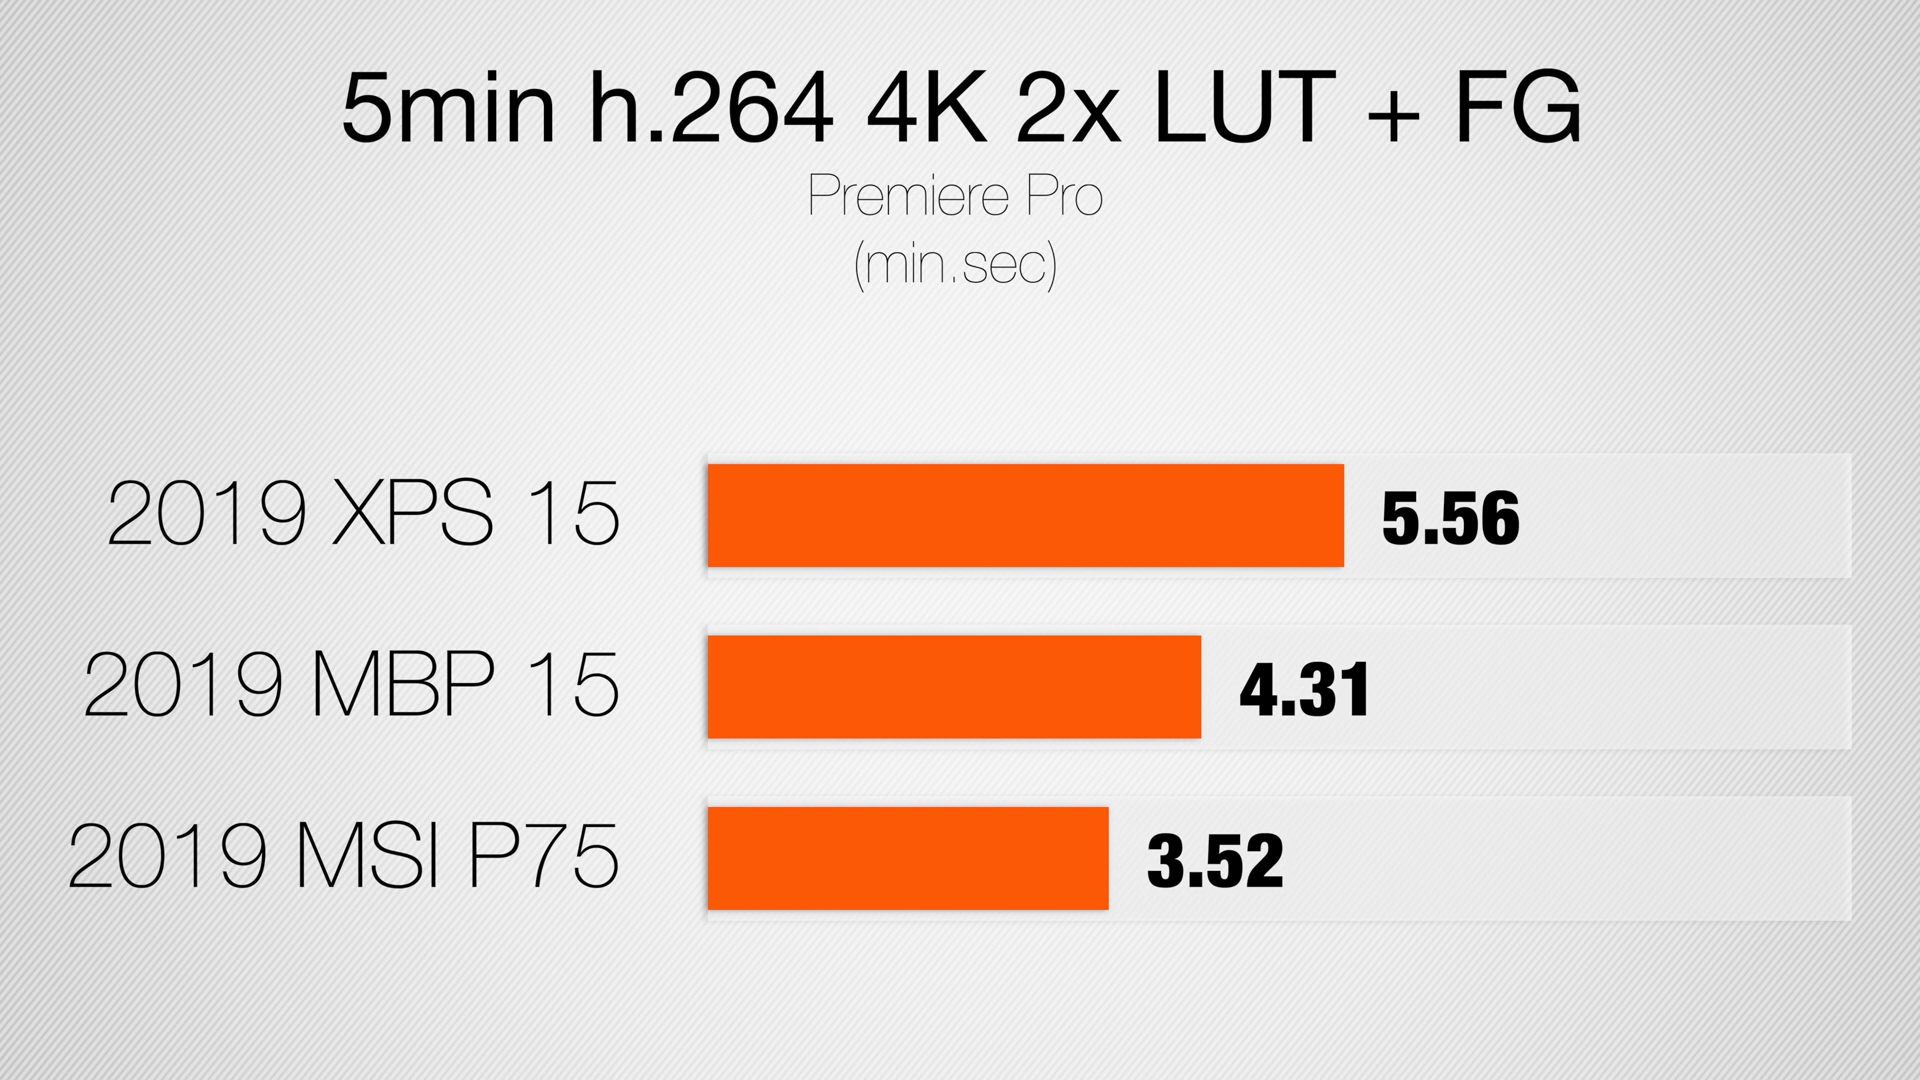 5min h.264 4K 2x LUT + FG
Premiere Pro
(min.sec)
2019 XPS 15 5.56
2019 MBP 15 4.31
2019 MSI P75 3.52